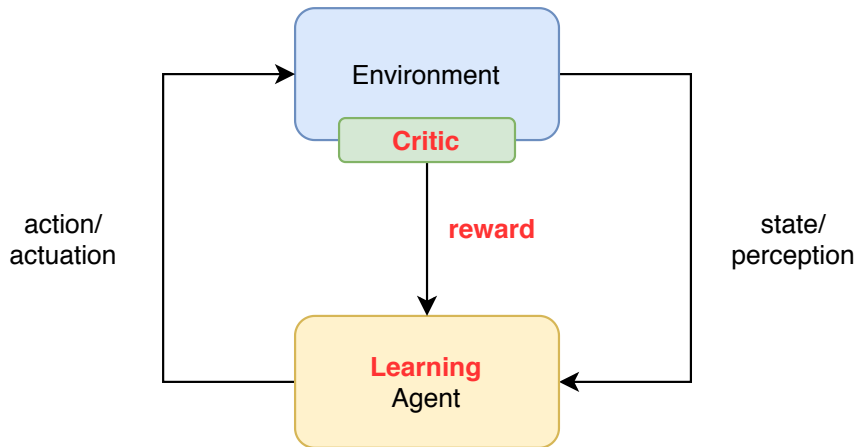 Environment
Critic
action/
actuation
reward
state/
perception
Learning
Agent